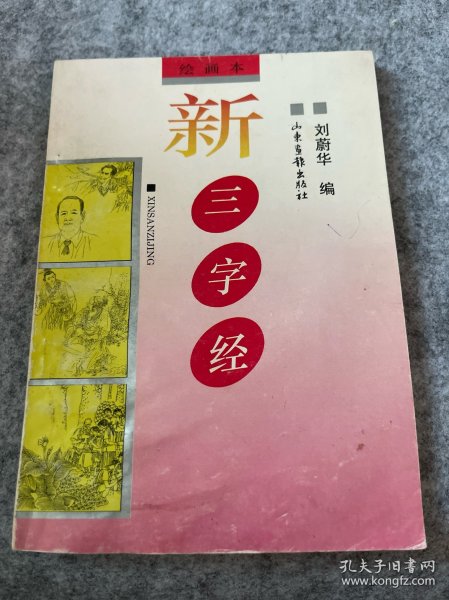 绘画本
新三字经
XINSANZIJING
刘蔚华 编
山东画报出版社
孔夫子旧书网
www.kongfz.com